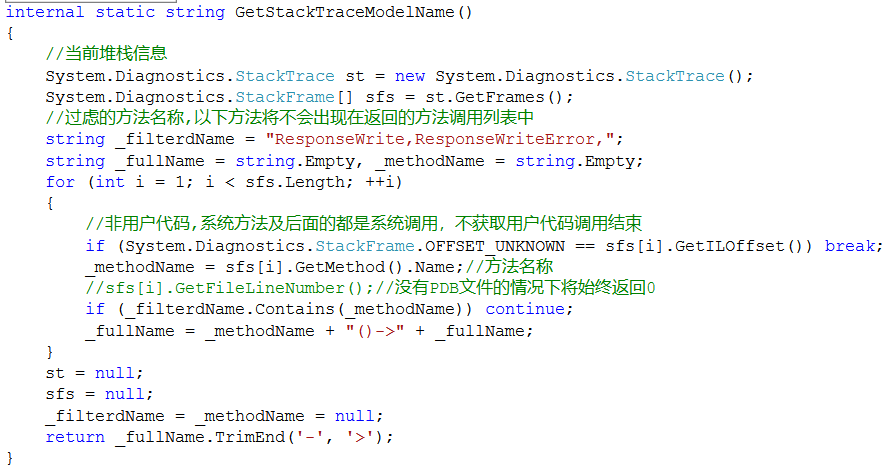 internal static string GetStackTraceModelName()
{
    //当前堆栈信息
    System.Diagnostics.StackTrace st = new System.Diagnostics.StackTrace();
    System.Diagnostics.StackFrame[] sfs = st.GetFrames();
    //过虑的方法名称,以下方法将不会出现在返回的方法调用列表中
    string _filterdName = "ResponseWrite,ResponseWriteError,";
    string _fullName = string.Empty, _methodName = string.Empty;
    for (int i = 1; i < sfs.Length; ++i)
    {
        //非用户代码,系统方法及后面的都是系统调用，不获取用户代码调用结束
        if (System.Diagnostics.StackFrame.OFFSET_UNKNOWN == sfs[i].GetILOffset()) break;
        _methodName = sfs[i].GetMethod().Name;//方法名称
        //sfs[i].GetFileLineNumber();//没有PDB文件的情况下将始终返回0
        if (_filterdName.Contains(_methodName)) continue;
        _fullName = _methodName + "()->" + _fullName;
    }
    st = null;
    sfs = null;
    _filterdName = _methodName = null;
    return _fullName.TrimEnd('-', '>');
}